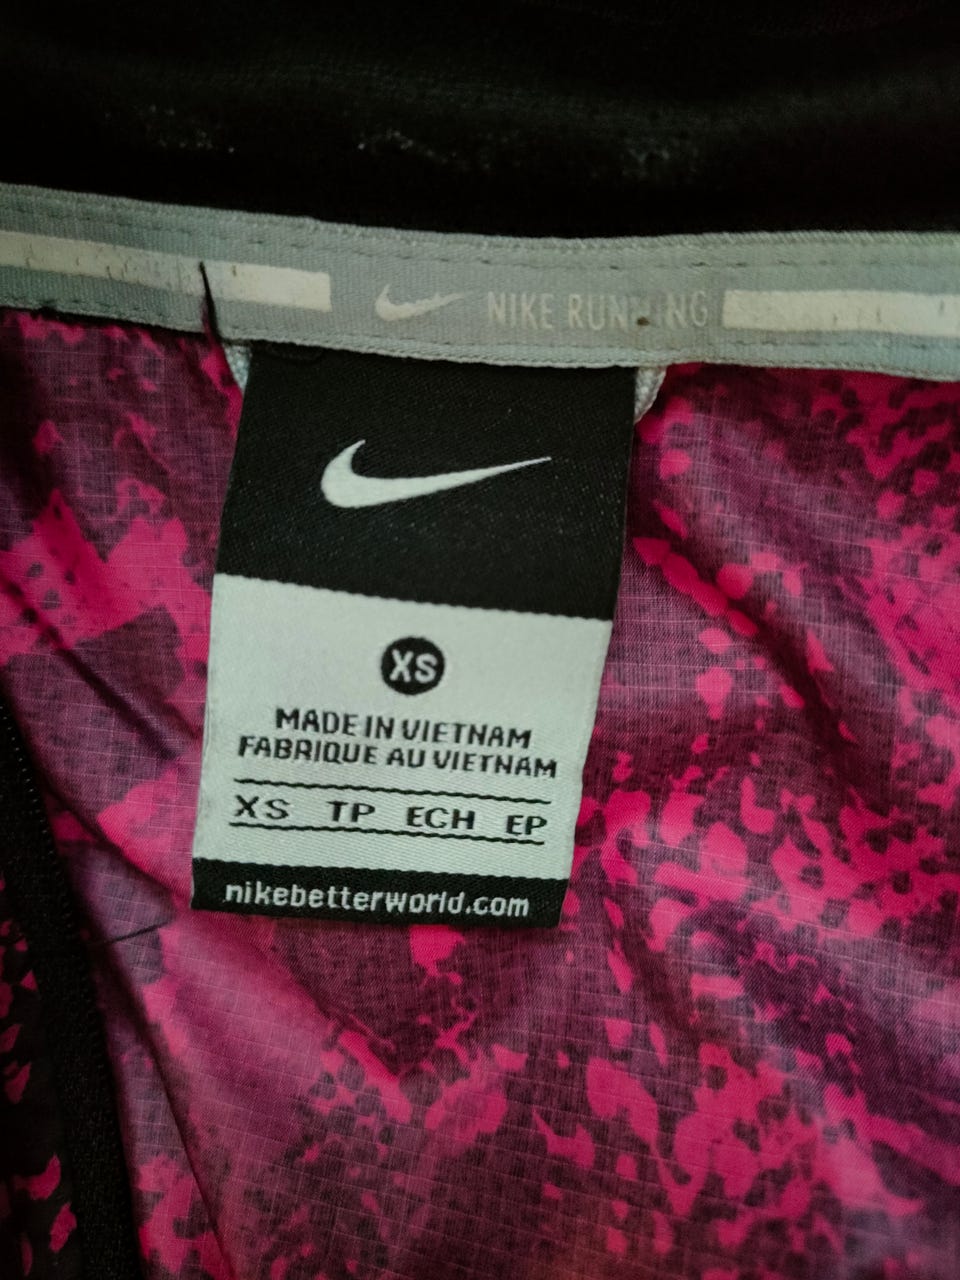 NIKE RUNNING
XS
MADE IN VIETNAM
FABRIQUE AU VIETNAM
XS TP ECH EP
nikebetterworld.com